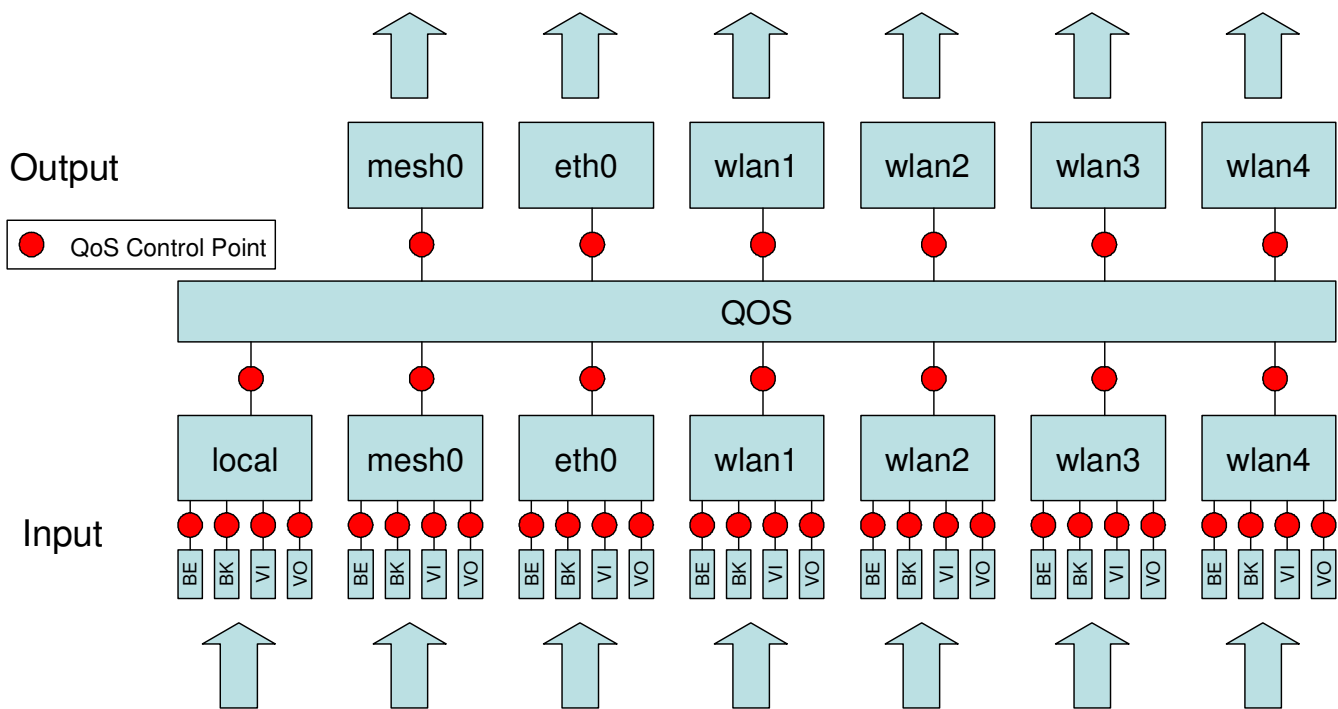 Output
mesh0 eth0 wlan1 wlan2 wlan3 wlan4
QoS Control Point
QOS
local mesh0 eth0 wlan1 wlan2 wlan3 wlan4
Input
BE BK VI VO BE BK VI VO BE BK VI VO BE BK VI VO BE BK VI VO BE BK VI VO BE BK VI VO